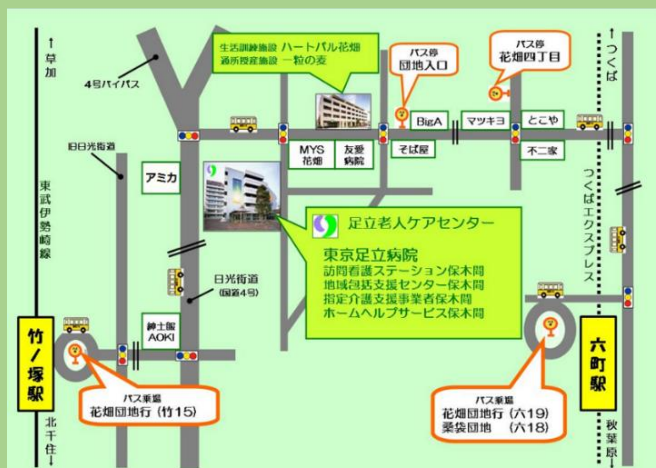 ↑草加
4号バイパス
旧日光街道
東武伊勢崎線
生活訓練施設 ハートパル花畑
通所授産施設 一粒の麦
バス停
団地入口
バス停
花畑四丁目
↑つくば
アミカ
MYS
花畑
友愛
病院
そば屋
BigA
マツキヨ
とこや
不二家
つくばエクスプレス
足立老人ケアセンター
東京足立病院
訪問看護ステーション保木間
地域包括支援センター保木間
指定介護支援事業者保木間
ホームヘルプサービス保木間
日光街道
(国道4号)
紳士服
AOKI
竹ノ塚駅
六町駅
バス乗場
花畑団地行(竹15)
バス乗場
花畑団地行(六19)
桑袋団地 (六18)
北千住→
秋葉原→